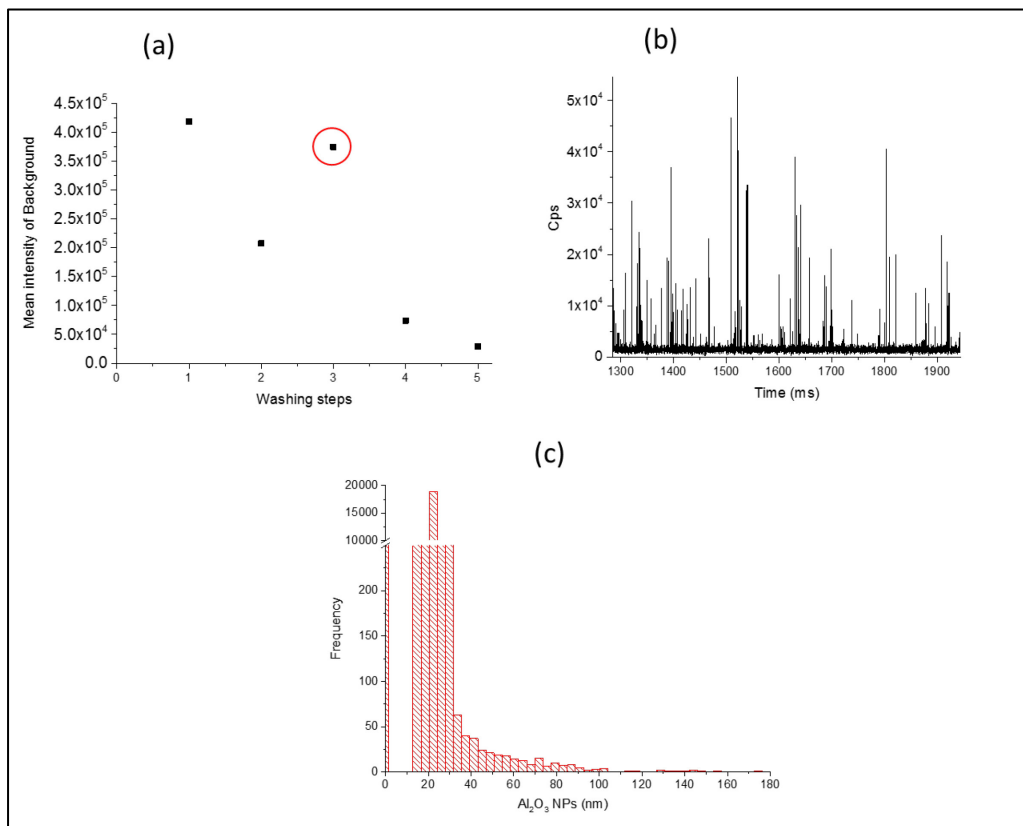 (a)
4.5x10⁵
4.0x10⁵
3.5x10⁵
3.0x10⁵
2.5x10⁵
2.0x10⁵
1.5x10⁵
1.0x10⁵
5.0x10⁴
0.0
0 1 2 3 4 5
Mean intensity of Background
Washing steps
(b)
5x10⁴
4x10⁴
3x10⁴
2x10⁴
1x10⁴
0
1300 1400 1500 1600 1700 1800 1900
Cps
Time (ms)
(c)
20000
15000
10000
200
150
100
50
0
0 20 40 60 80 100 120 140 160 180
Frequency
Al₂O₃ NPs (nm)